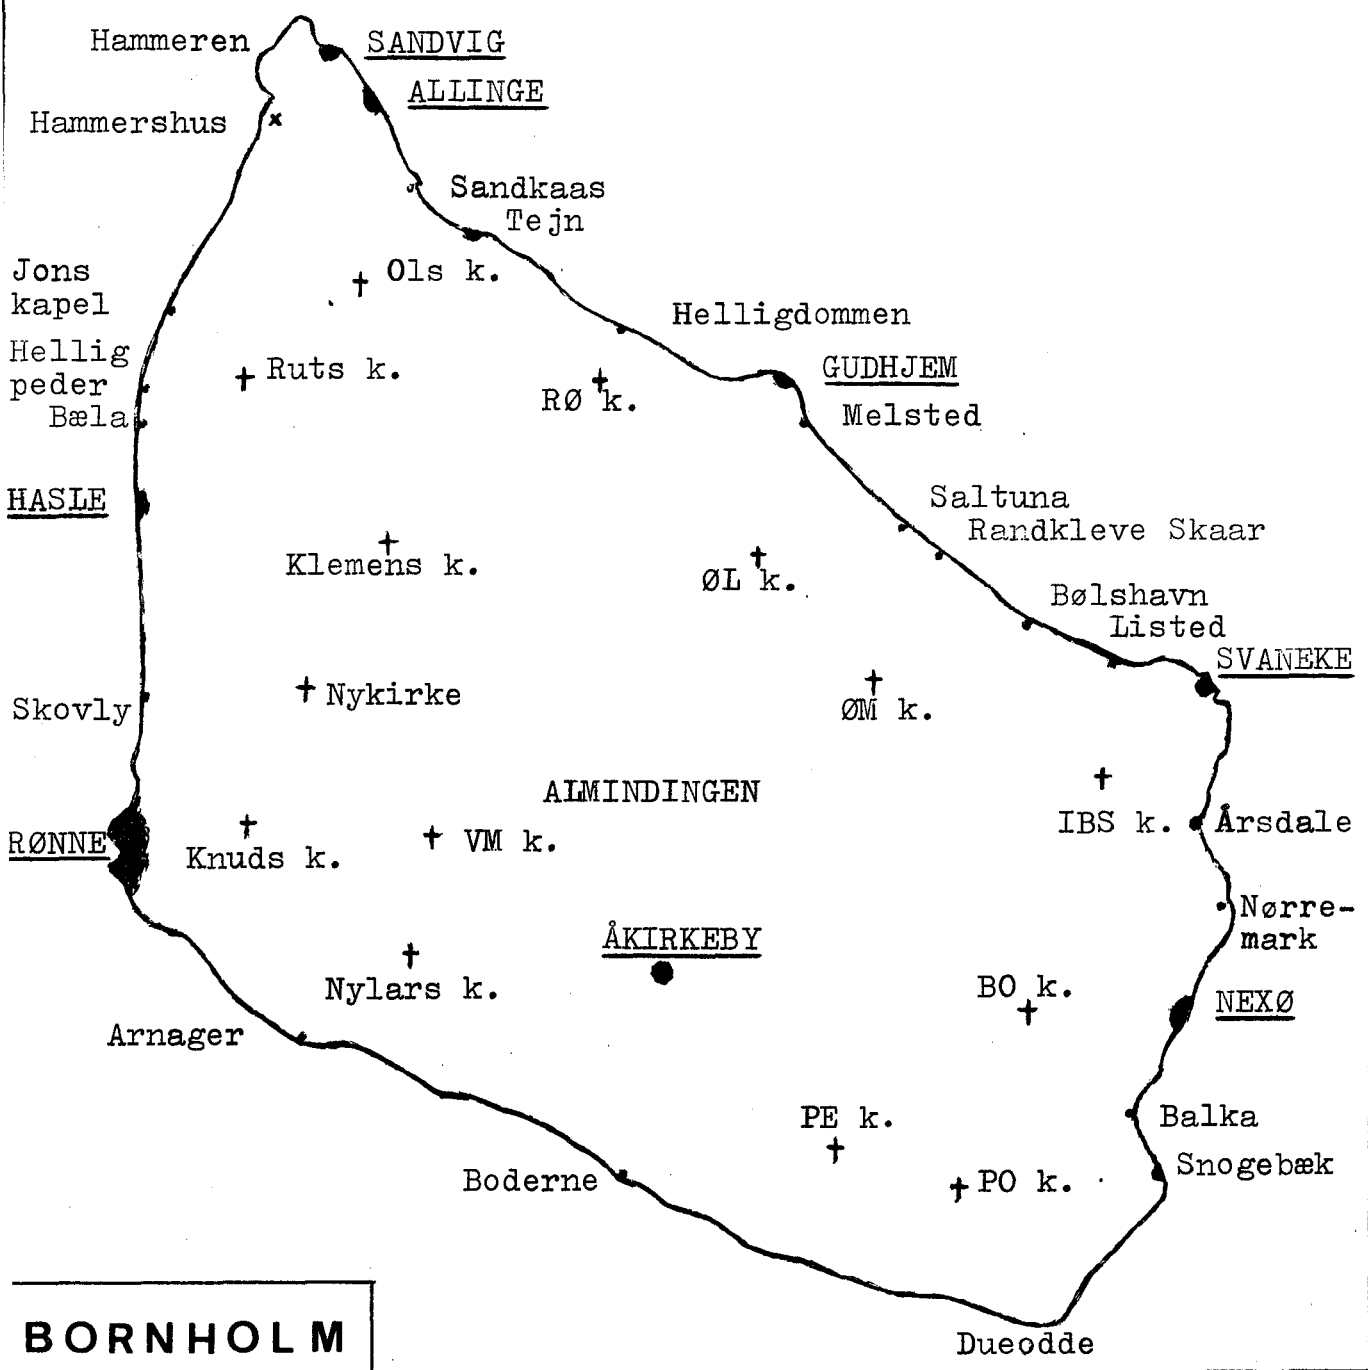 Hammeren
SANDVIG
ALLINGE
Hammershus
Sandkaas
Tejn
Jons
kapel
Ols k.
Helligdommen
Hellig
peder
Bæla
Ruts k.
RØ k.
GUDHJEM
Melsted
HASLE
Saltuna
Randkleve Skaar
Klemens k.
ØL k.
Bølshavn
Listed
SVANEKE
Skovly
Nykirke
ØM k.
ALMINDINGEN
IBS k.
Årsdale
RØNNE
Knuds k.
VM k.
Nørre-
mark
ÅKIRKEBY
Nylars k.
BO k.
NEXØ
Arnager
PE k.
Balka
Boderne
PO k.
Snogebæk
BORNHOLM
Dueodde